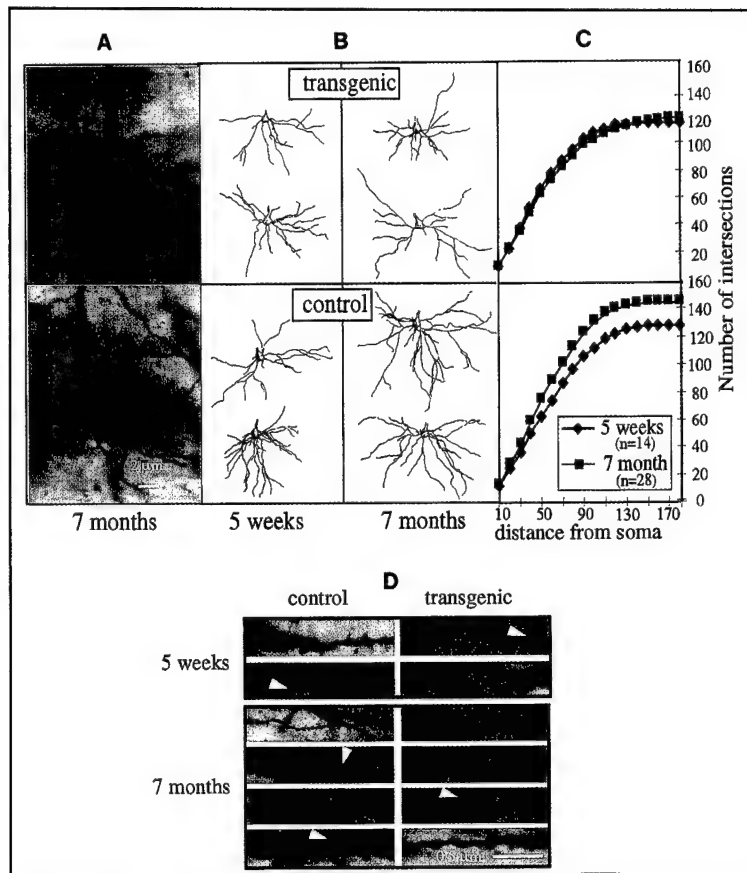 A
B
C
transgenic
160
140
120
100
80
60
40
20
160
control
140
120
100
80
60
40
20
0
Number of intersections
5 weeks
(n=14)
7 month
(n=28)
2 μm
10 50 90 130 170
distance from soma
7 months
5 weeks
7 months
D
control
transgenic
5 weeks
7 months